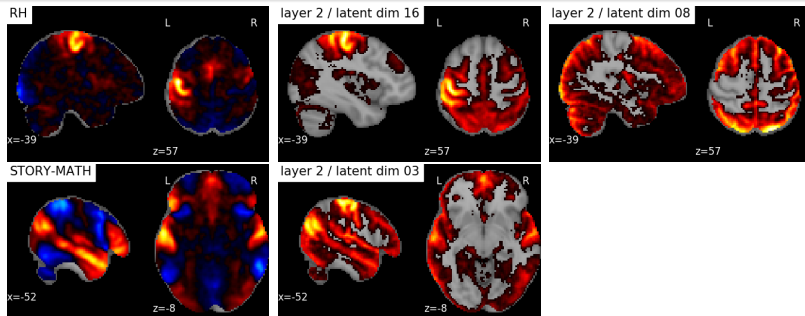 RH
L R
x=-39
z=57
layer 2 / latent dim 16
L R
x=-39
z=57
layer 2 / latent dim 08
L R
x=-39
z=57
STORY-MATH
L R
x=-52
z=-8
layer 2 / latent dim 03
L R
x=-52
z=-8